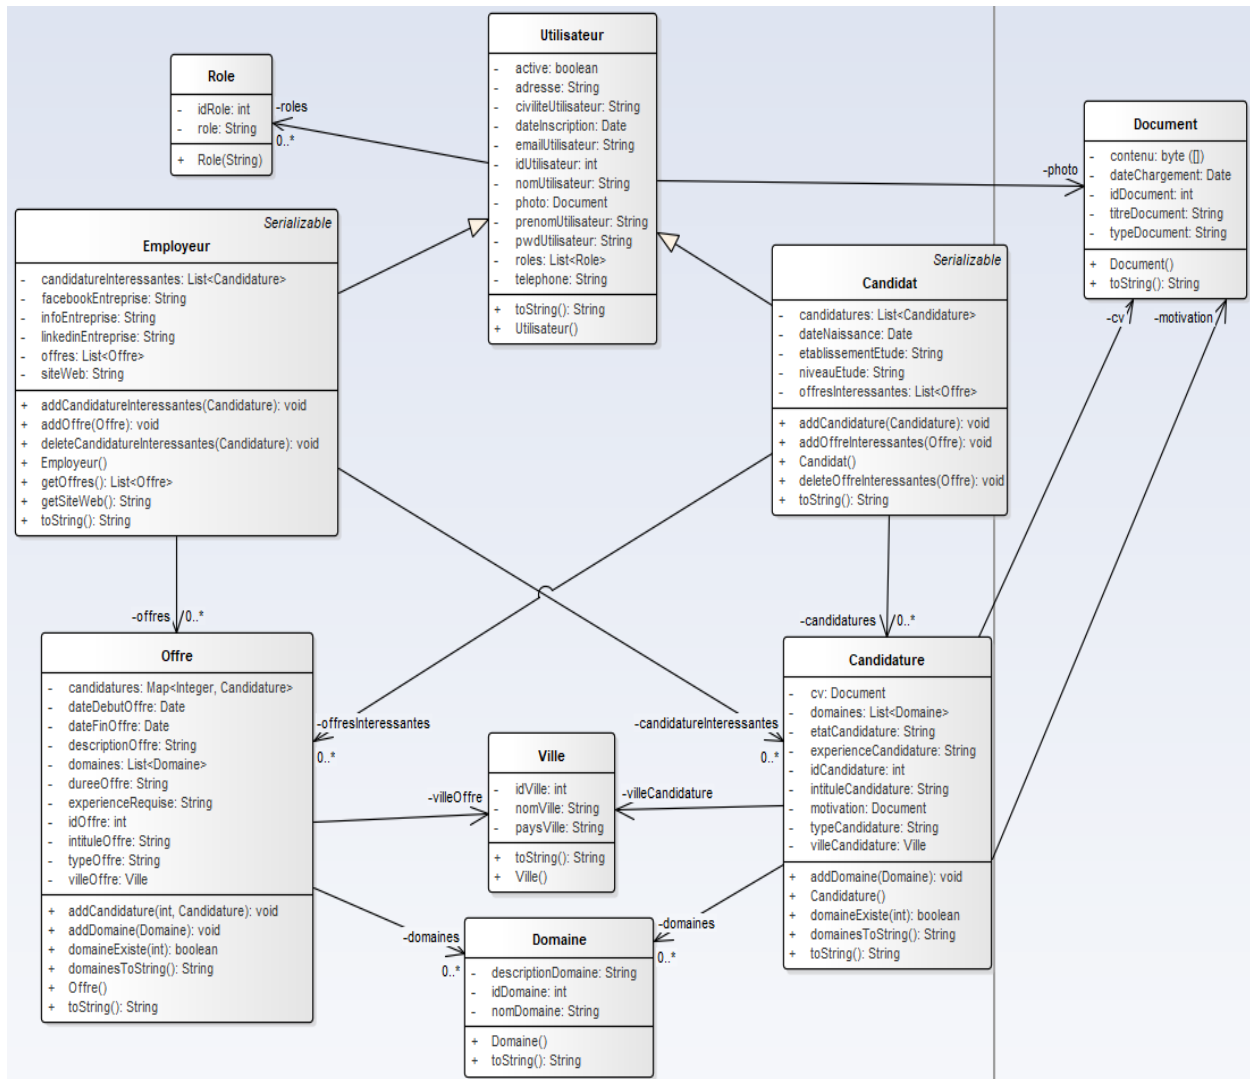 Utilisateur
- active: boolean
- adresse: String
- civiliteUtilisateur: String
- dateInscription: Date
- emailUtilisateur: String
- idUtilisateur: int
- nomUtilisateur: String
- photo: Document
- prenomUtilisateur: String
- pwdUtilisateur: String
- roles: List<Role>
- telephone: String
+ toString(): String
+ Utilisateur()
Role
- idRole: int
- role: String
+ Role(String)
-roles
0..*
-photo
Document
- contenu: byte ([])
- dateChargement: Date
- idDocument: int
- titreDocument: String
- typeDocument: String
+ Document()
+ toString(): String
-cv
-motivation
Serializable
Employeur
- candidatureInteressantes: List<Candidature>
- facebookEntreprise: String
- infoEntreprise: String
- linkedinEntreprise: String
- offres: List<Offre>
- siteWeb: String
+ addCandidatureInteressantes(Candidature): void
+ addOffre(Offre): void
+ deleteCandidatureInteressantes(Candidature): void
+ Employeur()
+ getOffres(): List<Offre>
+ getSiteWeb(): String
+ toString(): String
Serializable
Candidat
- candidatures: List<Candidature>
- dateNaissance: Date
- etablissementEtude: String
- niveauEtude: String
- offresInteressantes: List<Offre>
+ addCandidature(Candidature): void
+ addOffreInteressantes(Offre): void
+ Candidat()
+ deleteOffreInteressantes(Offre): void
+ toString(): String
-offres
0..*
-candidatures
0..*
Offre
- candidatures: Map<Integer, Candidature>
- dateDebutOffre: Date
- dateFinOffre: Date
- descriptionOffre: String
- domaines: List<Domaine>
- dureeOffre: String
- experienceRequise: String
- idOffre: int
- intituleOffre: String
- typeOffre: String
- villeOffre: Ville
+ addCandidature(int, Candidature): void
+ addDomaine(Domaine): void
+ domaineExiste(int): boolean
+ domainesToString(): String
+ Offre()
+ toString(): String
-offresInteressantes
0..*
-candidatureInteressantes
0..*
Candidature
- cv: Document
- domaines: List<Domaine>
- etatCandidature: String
- experienceCandidature: String
- idCandidature: int
- intituleCandidature: String
- motivation: Document
- typeCandidature: String
- villeCandidature: Ville
+ addDomaine(Domaine): void
+ Candidature()
+ domaineExiste(int): boolean
+ domainesToString(): String
+ toString(): String
-villeOffre
-villeCandidature
Ville
- idVille: int
- nomVille: String
- paysVille: String
+ toString(): String
+ Ville()
-domaines
0..*
-domaines
0..*
Domaine
- descriptionDomaine: String
- idDomaine: int
- nomDomaine: String
+ Domaine()
+ toString(): String